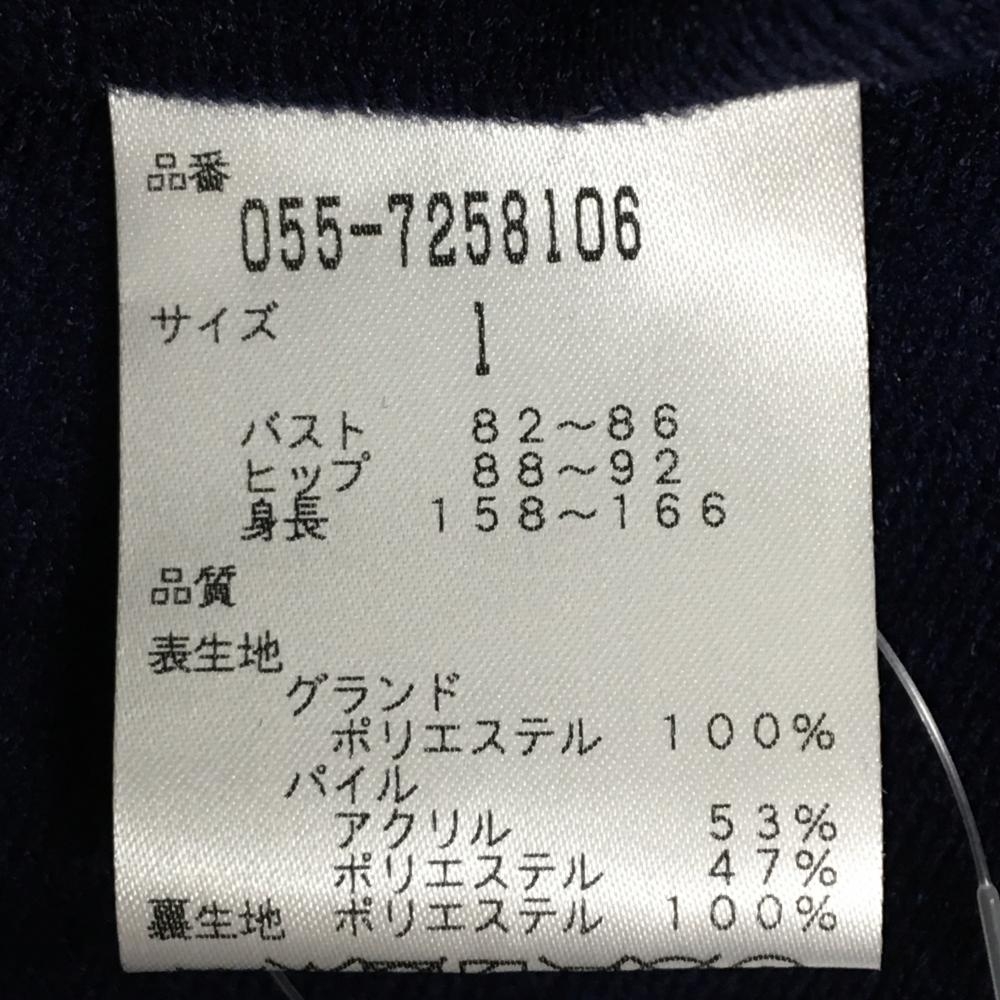 品番
055-7258106
サイズ 1
バスト 82～86
ヒップ 88～92
身長 158～166
品質
表生地
グランド
ポリエステル 100%
パイル
アクリル 53%
ポリエステル 47%
裏生地 ポリエステル 100%